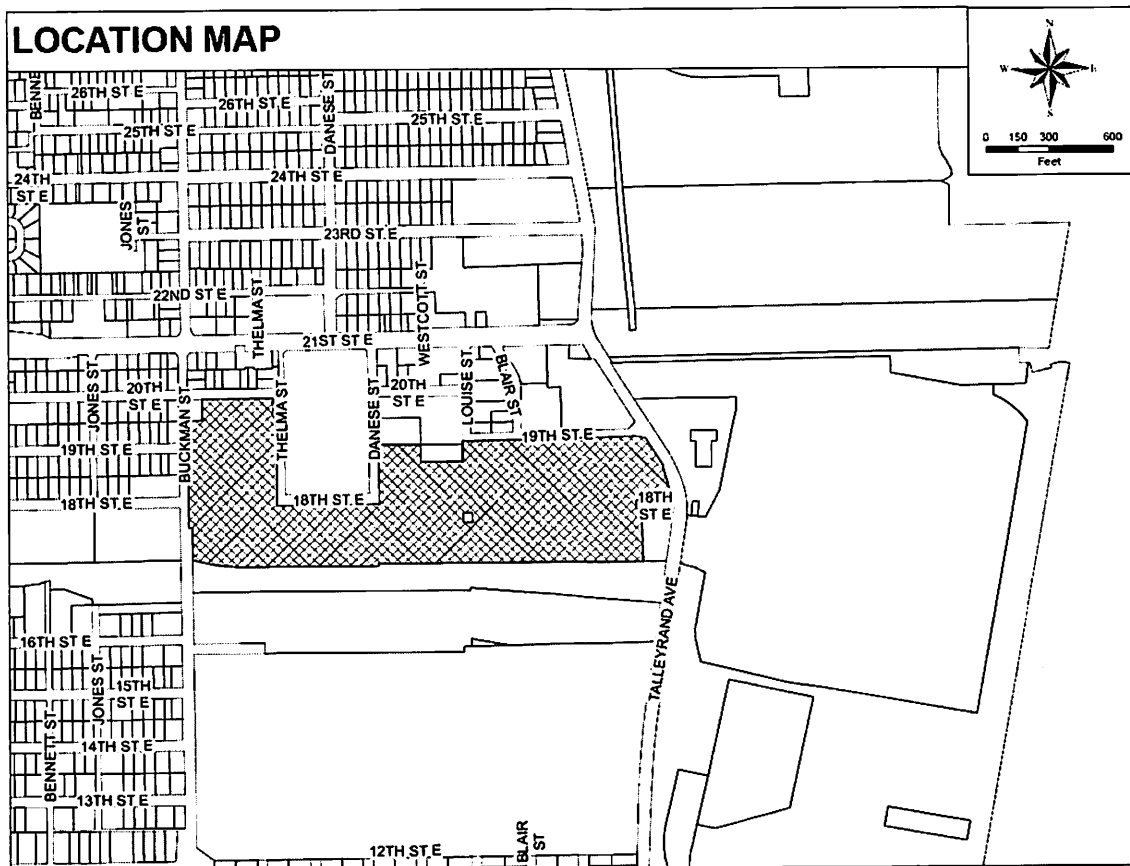 LOCATION MAP
N
W
E
S
0 150 300 600
Feet
BENNE
26TH ST E
26TH ST E
DANESE ST
25TH ST E
25TH ST E
24TH
ST E
24TH ST E
JONES
ST
23RD ST E
22ND ST E
THELMA ST
WESTCOTT ST
21ST ST E
JONES ST
20TH
ST E
BUCKMAN ST
THELMA ST
DANESE ST
20TH
ST E
LOUISE ST
BLAIR ST
19TH ST E
19TH ST E
18TH ST E
18TH ST E
18TH
ST E
TALLEYRAND AVE
16TH ST E
JONES ST
15TH
ST E
BENNETT ST
14TH ST E
13TH ST E
12TH ST E
BLAIR
ST